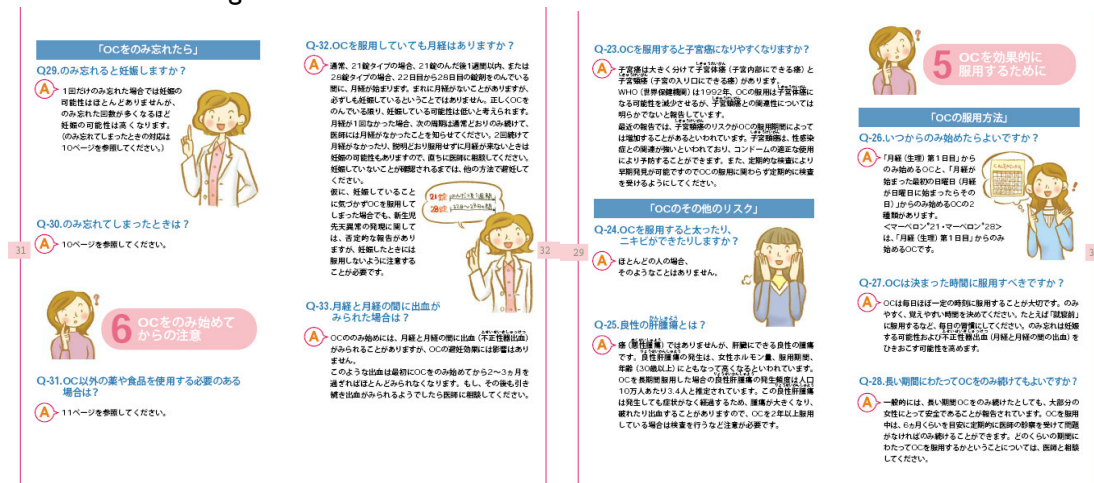 「OCをのみ忘れたら」
Q29.のみ忘れると妊娠しますか？
A
1回だけのみ忘れた場合では妊娠の
可能性はほとんどありませんが、
のみ忘れた回数が多くなるほど
妊娠の可能性は高くなります。
(のみ忘れてしまったときの対応は
10ページを参照してください。)
Q-30.のみ忘れてしまったときは？
A
10ページを参照してください。
31
6 OCをのみ始めて
からの注意
Q-31.OC以外の薬や食品を使用する必要のある
場合は？
A
11ページを参照してください。
Q-32.OCを服用していても月経はありますか？
A
通常、21錠タイプの場合、21錠のんだ後1週間以内、または
28錠タイプの場合、22日目から28日目の錠剤をのんでいる
間に、月経が始まります。まれに月経がないことがありますが、
必ずしも妊娠しているということではありません。正しくOCを
のんでいる限り、妊娠している可能性は低いと考えられます。
月経が1回なかった場合、次の周期は通常どおりのみ続けて、
医師には月経がなかったことを知らせてください。2回続けて
月経がなかったり、説明どおり服用せずに月経が来ないときは
妊娠の可能性もありますので、直ちに医師に相談してください。
妊娠していないことが確認されるまでは、他の方法で避妊して
ください。
仮に、妊娠していること
に気づかずOCを服用して
しまった場合でも、新生児
先天異常の発現に関して
は、否定的な報告があり
ますが、妊娠したときには
服用しないように注意する
ことが必要です。
21錠 のんだ後1週間
28錠 22日〜28日の間
32
Q-33.月経と月経の間に出血が
みられた場合は？
A
OCののみ始めには、月経と月経の間に出血（不正性器出血）
がみられることがありますが、OCの避妊効果には影響はあり
ません。
このような出血は最初にOCをのみ始めてから2〜3ヵ月を
過ぎればほとんどみられなくなります。もし、その後も引き
続き出血がみられるようでしたら医師に相談してください。
Q-23.OCを服用すると子宮癌になりやすくなりますか？
A
子宮癌は大きく分けて子宮体癌（子宮内部にできる癌）と
子宮頸癌（子宮の入り口にできる癌）があります。
WHO（世界保健機関）は1992年、OCの服用は子宮体癌に
なる可能性を減少させるが、子宮頸癌との関連性については
明らかでないと報告しています。
最近の報告では、子宮頸癌のリスクがOCの服用期間によって
は増加することがあるといわれています。子宮頸癌は、性感染
症との関連が強いといわれており、コンドームの適正な使用
により予防することができます。また、定期的な検査により
早期発見が可能ですのでOCの服用に関わらず定期的に検査
を受けるようにしてください。
「OCのその他のリスク」
Q-24.OCを服用すると太ったり、
ニキビができたりしますか？
29
A
ほとんどの人の場合、
そのようなことはありません。
Q-25.良性の肝腫瘍とは？
A
癌（悪性腫瘍）ではありませんが、肝臓にできる良性の腫瘍
です。良性肝腫瘍の発生は、女性ホルモン量、服用期間、
年齢（30歳以上）にともなって高くなるといわれています。
OCを長期間服用した場合の良性肝腫瘍の発生頻度は人口
10万人あたり3.4人と推定されています。この良性肝腫瘍
は発生しても症状がなく経過するため、腫瘍が大きくなり、
破れたり出血することがありますので、OCを2年以上服用
している場合は検査を行うなど注意が必要です。
5 OCを効果的に
服用するために
「OCの服用方法」
Q-26.いつからのみ始めたらよいですか？
A
「月経（生理）第1日目」から
のみ始めるOCと、「月経が
始まった最初の日曜日（月経
が日曜日に始まったらその
日）」からのみ始めるOCの2
種類があります。
<マーベロン®21・マーベロン®28>
は、「月経（生理）第1日目」からのみ
始めるOCです。
Q-27.OCは決まった時間に服用すべきですか？
A
OCは毎日ほぼ一定の時刻に服用することが大切です。のみ
やすく、覚えやすい時間を決めてください。たとえば「就寝前」
に服用するなど、毎日の習慣にしてください。のみ忘れは妊娠
する可能性および不正性器出血（月経と月経の間の出血）を
ひきおこす可能性を高めます。
Q-28.長い期間にわたってOCをのみ続けてもよいですか？
A
一般的には、長い期間OCをのみ続けたとしても、大部分の
女性にとって安全であることが報告されています。OCを服用
中は、6ヵ月くらいを目安に定期的に医師の診察を受けて問題
がなければのみ続けることができます。どのくらいの期間に
わたってOCを服用するかということについては、医師と相談
してください。